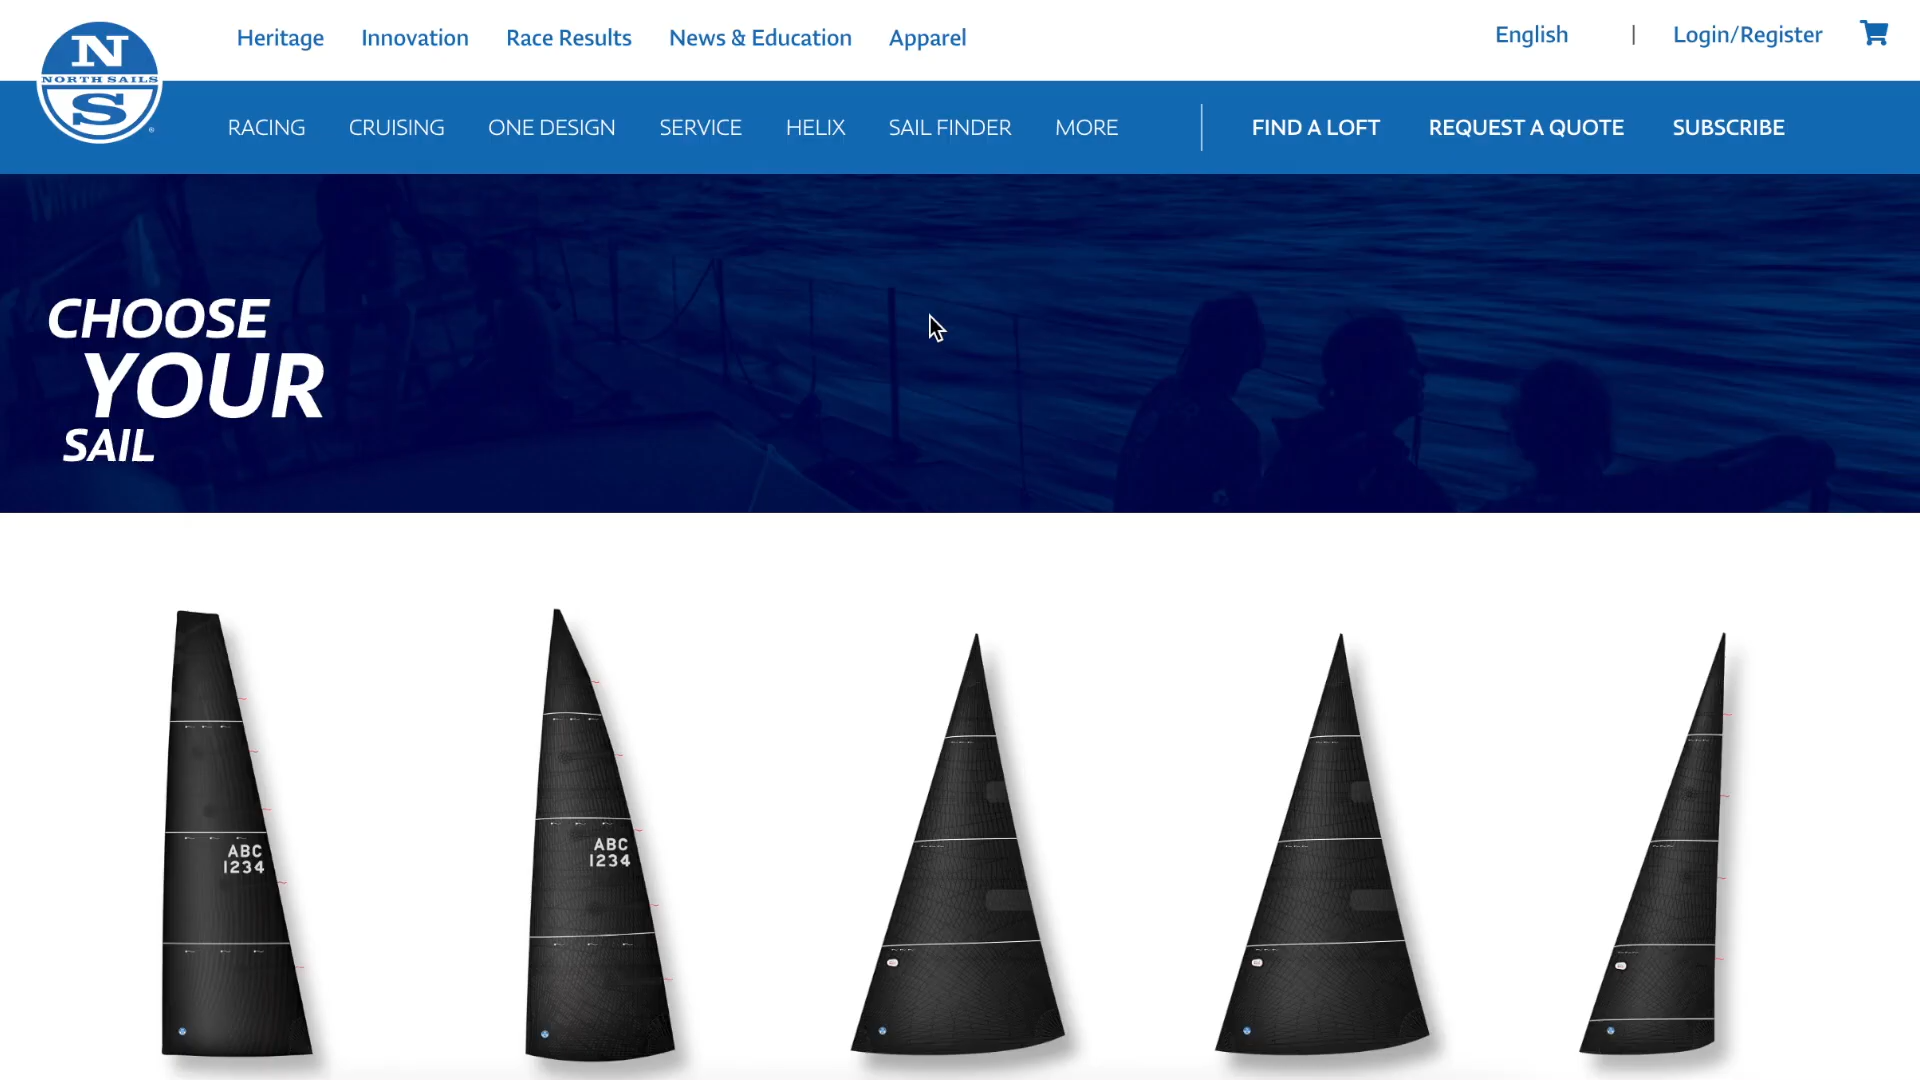 Heritage
Innovation
Race Results
News & Education
Apparel
English
|
Login/Register
N
NORTH SAILS
S
RACING
CRUISING
ONE DESIGN
SERVICE
HELIX
SAIL FINDER
MORE
FIND A LOFT
REQUEST A QUOTE
SUBSCRIBE
CHOOSE
YOUR
SAIL
ABC
1234
ABC
1234